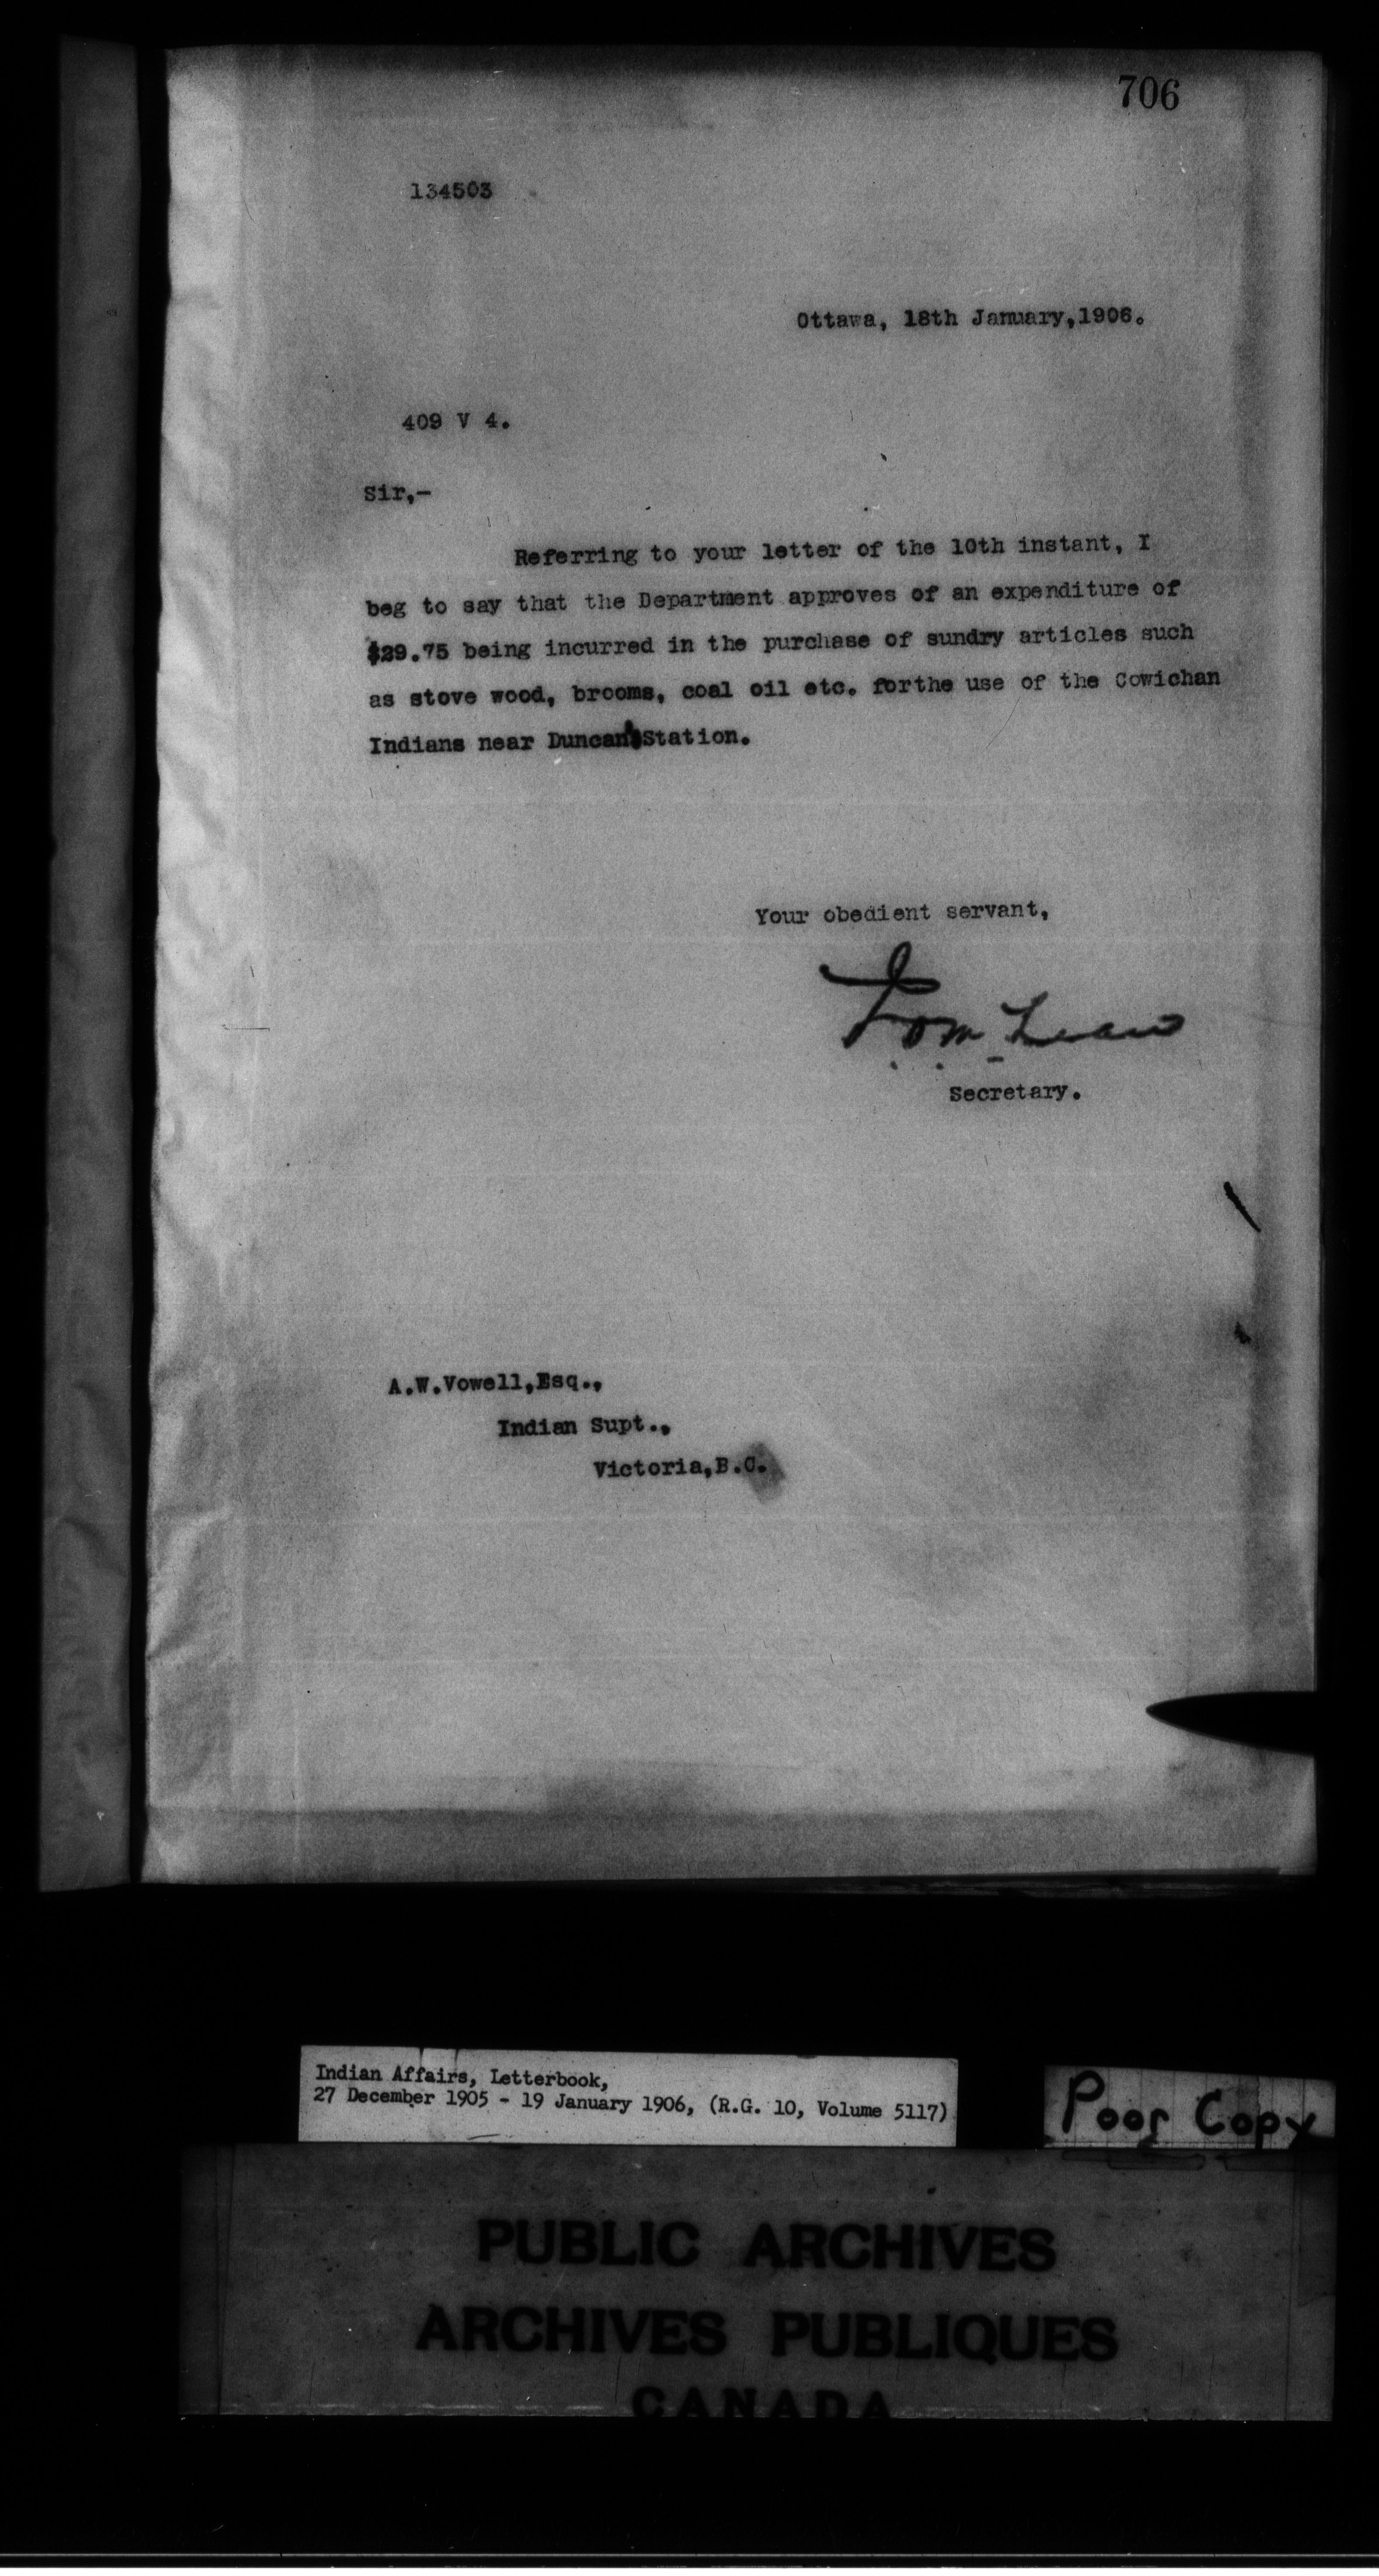 706
134503
Ottawa, 18th January,1906.
409 V 4.
Sir,-
Referring to your letter of the 10th instant, I
beg to say that the Department approves of an expenditure of
$29.75 being incurred in the purchase of sundry articles such
as stove wood, brooms, coal oil etc. forthe use of the Cowichan
Indians near Duncan's Station.
Your obedient servant,
Secretary.
A.W.Vowell,Esq.,
Indian Supt.,
Victoria,B.C.
Indian Affairs, Letterbook,
27 December 1905 - 19 January 1906, (R.G. 10, Volume 5117)
Poor Copy
PUBLIC ARCHIVES
ARCHIVES PUBLIQUES
CANADA